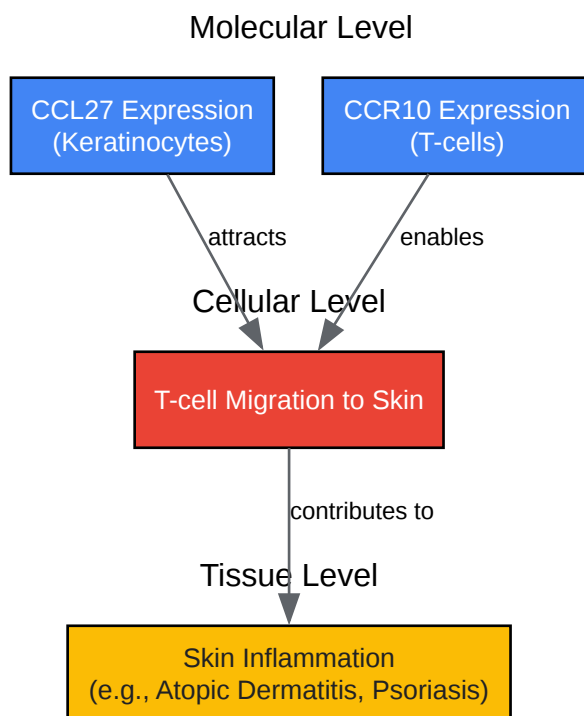 Molecular Level
CCL27 Expression
(Keratinocytes)
CCR10 Expression
(T-cells)
attracts
enables
Cellular Level
T-cell Migration to Skin
contributes to
Tissue Level
Skin Inflammation
(e.g., Atopic Dermatitis, Psoriasis)